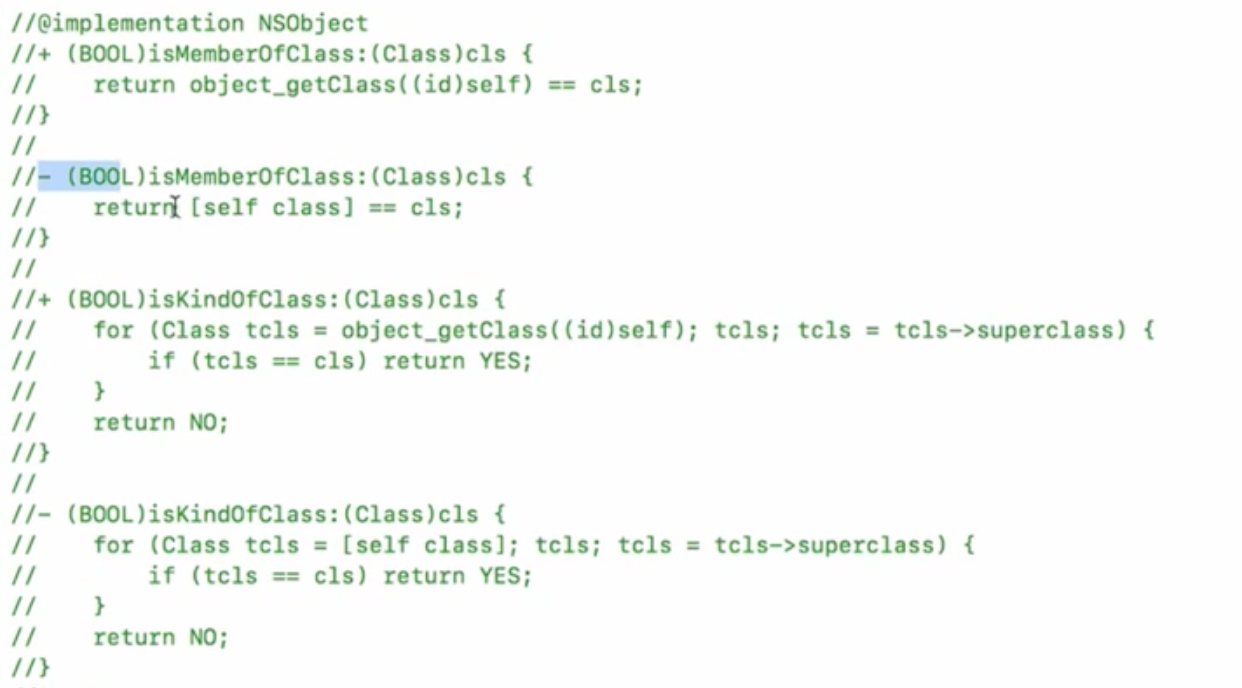 //@implementation NSObject
//+ (BOOL)isMemberOfClass:(Class)cls {
//    return object_getClass((id)self) == cls;
//}
//
//- (BOOL)isMemberOfClass:(Class)cls {
//    return [self class] == cls;
//}
//
//+ (BOOL)isKindOfClass:(Class)cls {
//    for (Class tcls = object_getClass((id)self); tcls; tcls = tcls->superclass) {
//        if (tcls == cls) return YES;
//    }
//    return NO;
//}
//
//- (BOOL)isKindOfClass:(Class)cls {
//    for (Class tcls = [self class]; tcls; tcls = tcls->superclass) {
//        if (tcls == cls) return YES;
//    }
//    return NO;
//}